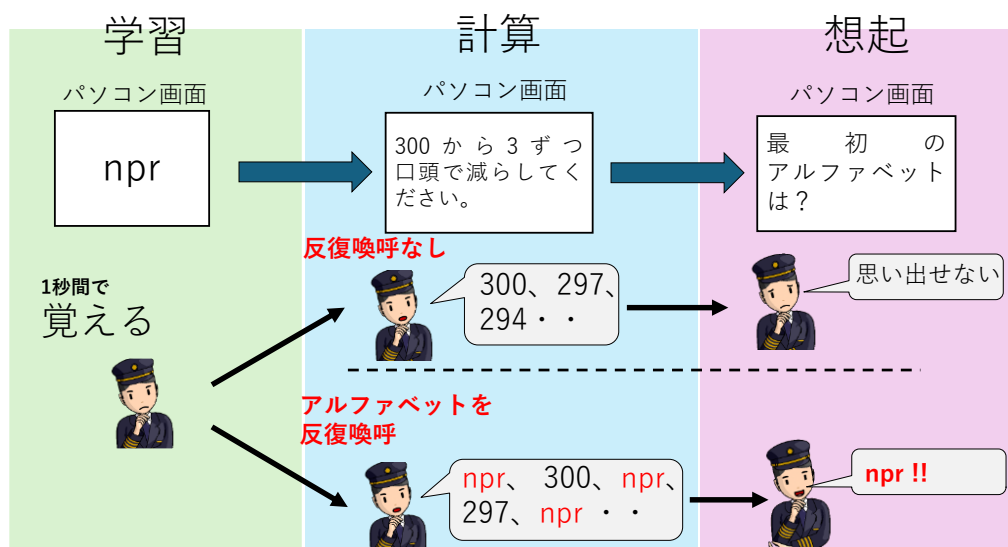 学習
計算
想起
パソコン画面
パソコン画面
パソコン画面
npr
300から3ずつ
口頭で減らしてく
ださい。
最初の
アルファベット
は？
反復喚呼なし
1秒間で
覚える
300、297、
294・・
思い出せない
アルファベットを
反復喚呼
npr、300、npr、
297、npr・・
npr !!